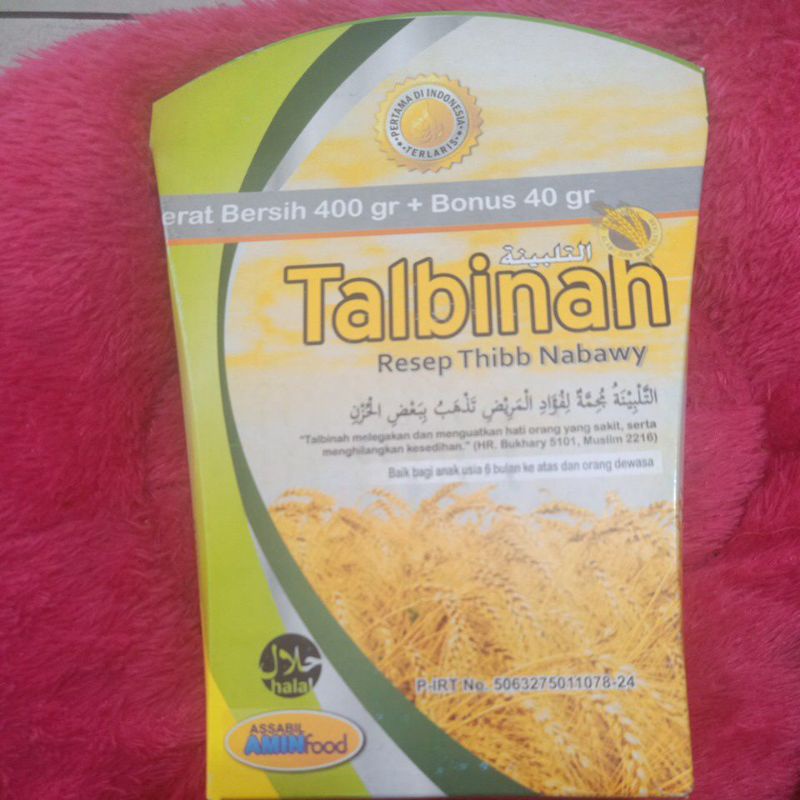 PERTAMA DI INDONESIA
TERLARIS
erat Bersih 400 gr + Bonus 40 gr
التلبينة
Talbinah
Resep Thibb Nabawy
التَّلْبِيْنَةُ مُجِمَّةٌ لِفُؤَادِ الْمَرِيْضِ تَذْهَبُ بِبَعْضِ الْحُزْنِ
"Talbinah melegakan dan menguatkan hati orang yang sakit, serta
menghilangkan kesedihan." (HR. Bukhary 5101, Muslim 2216)
Baik bagi anak usia 6 bulan ke atas dan orang dewasa
حلال
halal
P-IRT No. 5063275011078-24
ASSABIL
AMINfood